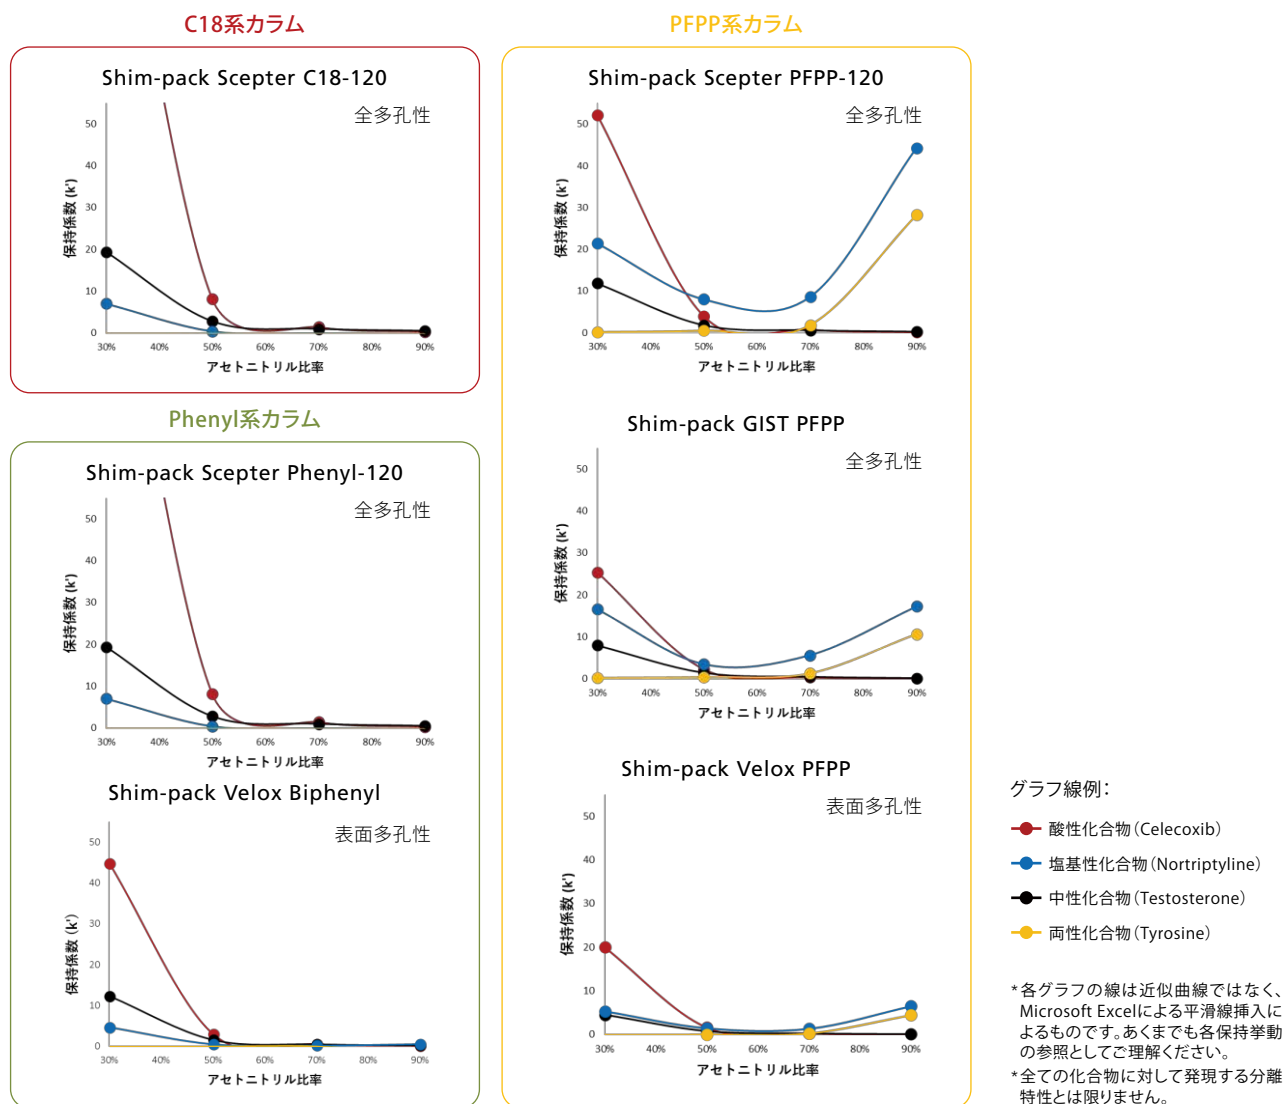 C18系カラム
Shim-pack Scepter C18-120
全多孔性
保持係数 (k')
50
40
30
20
10
0
30% 40% 50% 60% 70% 80% 90%
アセトニトリル比率
Phenyl系カラム
Shim-pack Scepter Phenyl-120
全多孔性
保持係数 (k')
50
40
30
20
10
0
30% 40% 50% 60% 70% 80% 90%
アセトニトリル比率
Shim-pack Velox Biphenyl
表面多孔性
保持係数 (k')
50
40
30
20
10
0
30% 40% 50% 60% 70% 80% 90%
アセトニトリル比率
PFPP系カラム
Shim-pack Scepter PFPP-120
全多孔性
保持係数 (k')
50
40
30
20
10
0
30% 40% 50% 60% 70% 80% 90%
アセトニトリル比率
Shim-pack GIST PFPP
全多孔性
保持係数 (k')
50
40
30
20
10
0
30% 40% 50% 60% 70% 80% 90%
アセトニトリル比率
Shim-pack Velox PFPP
表面多孔性
保持係数 (k')
50
40
30
20
10
0
30% 40% 50% 60% 70% 80% 90%
アセトニトリル比率
グラフ線例：
酸性化合物（Celecoxib）
塩基性化合物（Nortriptyline）
中性化合物（Testosterone）
両性化合物（Tyrosine）
*各グラフの線は近似曲線ではなく、
Microsoft Excelによる平滑線挿入に
よるものです。あくまでも各保持挙動
の参照としてご理解ください。
*全ての化合物に対して発現する分離
特性とは限りません。